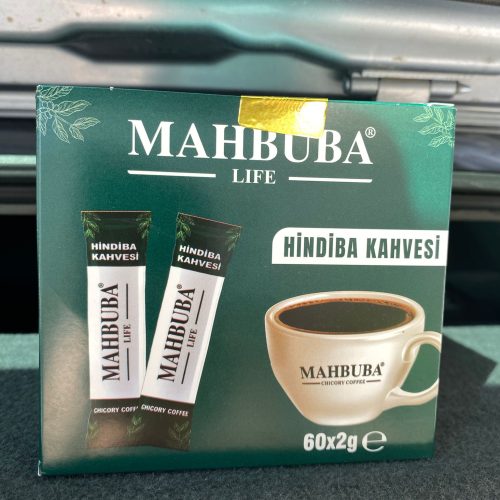 MAHBUBA®
LIFE
HİNDİBA KAHVESİ
HİNDİBA
KAHVESİ
MAHBUBA®
LIFE
CHICORY COFFE
HİNDİBA
KAHVESİ
MAHBUBA®
LIFE
CHICORY COFFEE
MAHBUBA®
CHICORY COFFEE
60x2g ℮